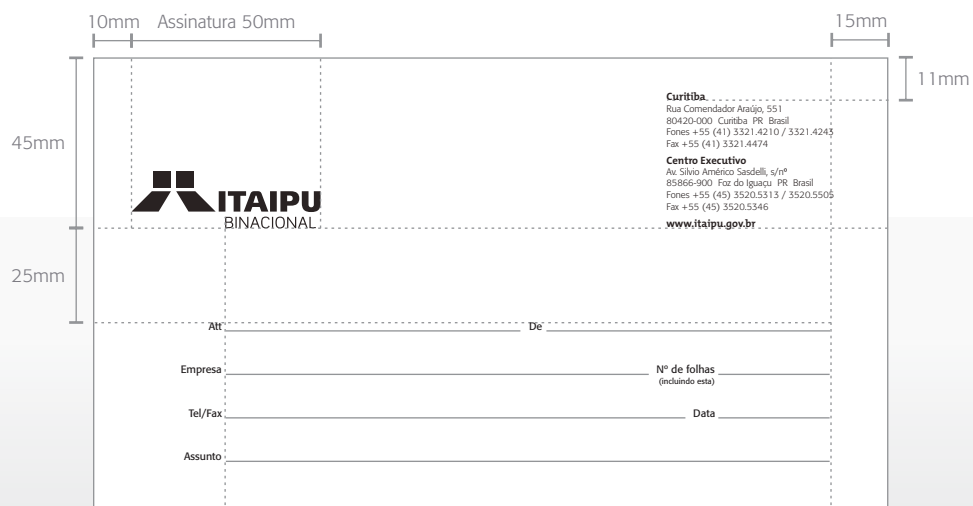 10mm
Assinatura 50mm
15mm
11mm
45mm
25mm
ITAIPU
BINACIONAL
Curitiba
Rua Comendador Araújo, 551
80420-000 Curitiba PR Brasil
Fones +55 (41) 3321.4210 / 3321.4243
Fax +55 (41) 3321.4474
Centro Executivo
Av. Silvio Américo Sasdelli, s/nº
85866-900 Foz do Iguaçu PR Brasil
Fones +55 (45) 3520.5313 / 3520.5505
Fax +55 (45) 3520.5346
www.itaipu.gov.br
Att De
Empresa Nº de folhas
(incluindo esta)
Tel/Fax Data
Assunto